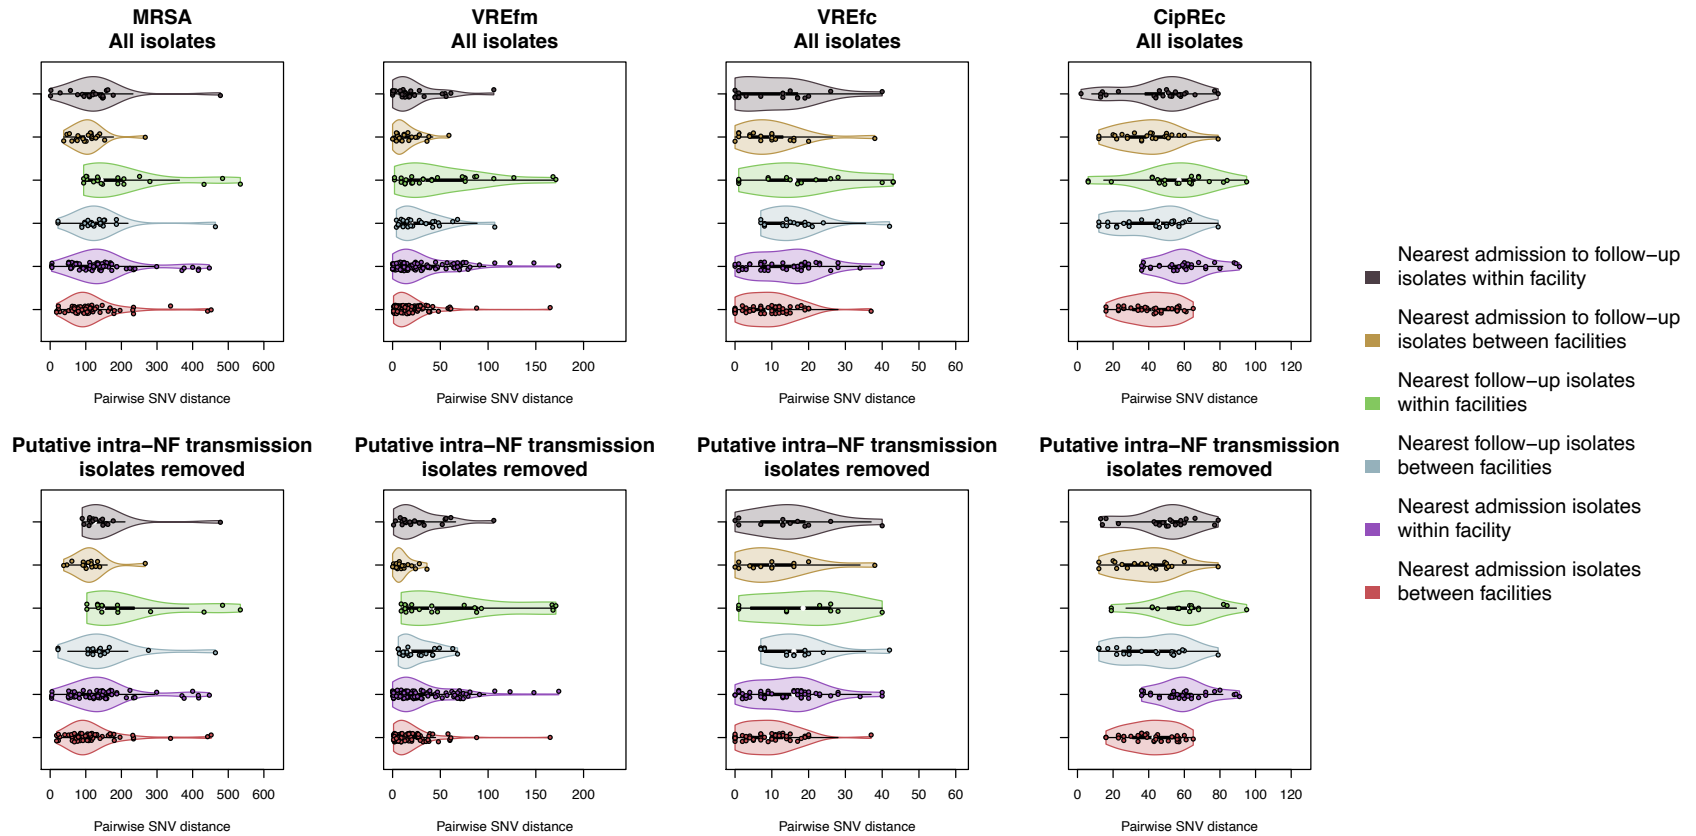 MRSA
All isolates
VREfm
All isolates
VREfc
All isolates
CipREc
All isolates
0 100 200 300 400 500 600
0 50 100 150 200
0 10 20 30 40 50 60
0 20 40 60 80 100 120
Pairwise SNV distance
Pairwise SNV distance
Pairwise SNV distance
Pairwise SNV distance
Putative intra−NF transmission
isolates removed
Putative intra−NF transmission
isolates removed
Putative intra−NF transmission
isolates removed
Putative intra−NF transmission
isolates removed
0 100 200 300 400 500 600
0 50 100 150 200
0 10 20 30 40 50 60
0 20 40 60 80 100 120
Pairwise SNV distance
Pairwise SNV distance
Pairwise SNV distance
Pairwise SNV distance
Nearest admission to follow−up
isolates within facility
Nearest admission to follow−up
isolates between facilities
Nearest follow−up isolates
within facilities
Nearest follow−up isolates
between facilities
Nearest admission isolates
within facility
Nearest admission isolates
between facilities